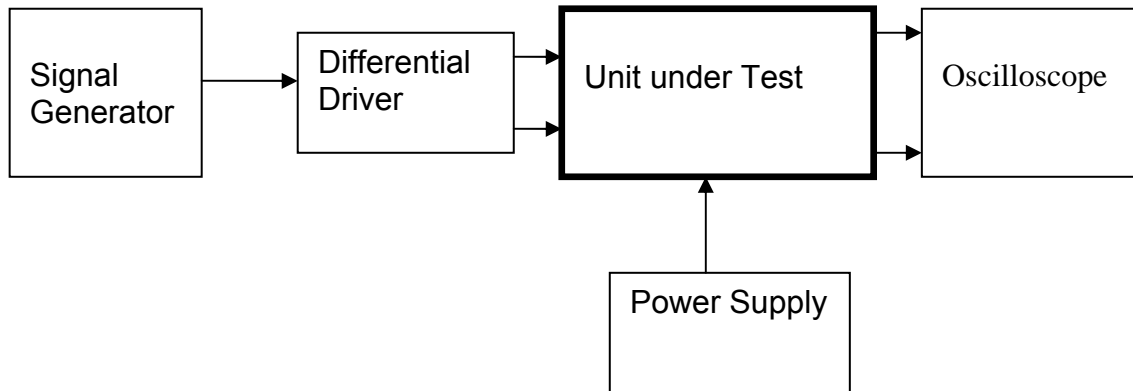 Signal
Generator
Differential
Driver
Unit under Test
Oscilloscope
Power Supply